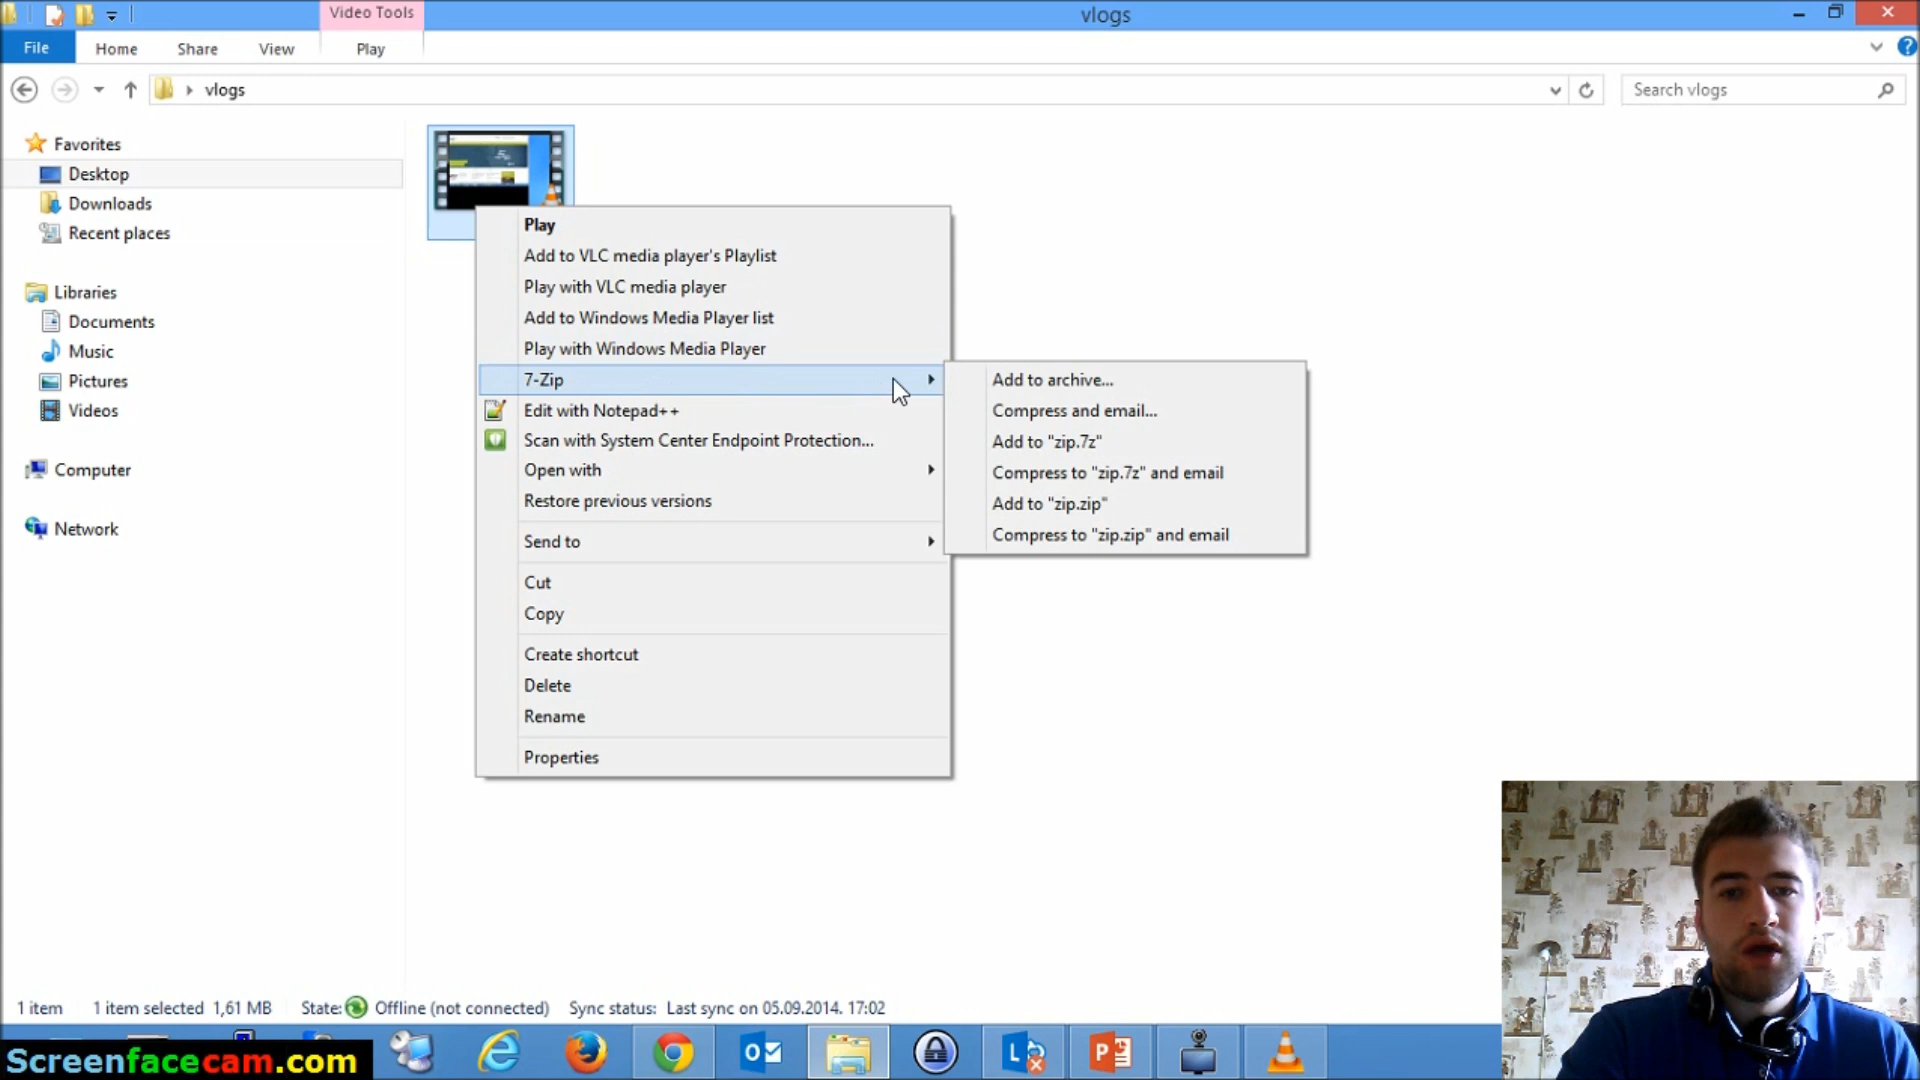 Video Tools
vlogs
File
Home
Share
View
Play
vlogs
Search vlogs
Favorites
Desktop
Downloads
Recent places
Libraries
Documents
Music
Pictures
Videos
Computer
Network
Play
Add to VLC media player's Playlist
Play with VLC media player
Add to Windows Media Player list
Play with Windows Media Player
7-Zip
Edit with Notepad++
Scan with System Center Endpoint Protection...
Open with
Restore previous versions
Send to
Cut
Copy
Create shortcut
Delete
Rename
Properties
Add to archive...
Compress and email...
Add to "zip.7z"
Compress to "zip.7z" and email
Add to "zip.zip"
Compress to "zip.zip" and email
1 item 1 item selected 1,61 MB State: Offline (not connected) Sync status: Last sync on 05.09.2014. 17:02
Screenfacecam.com